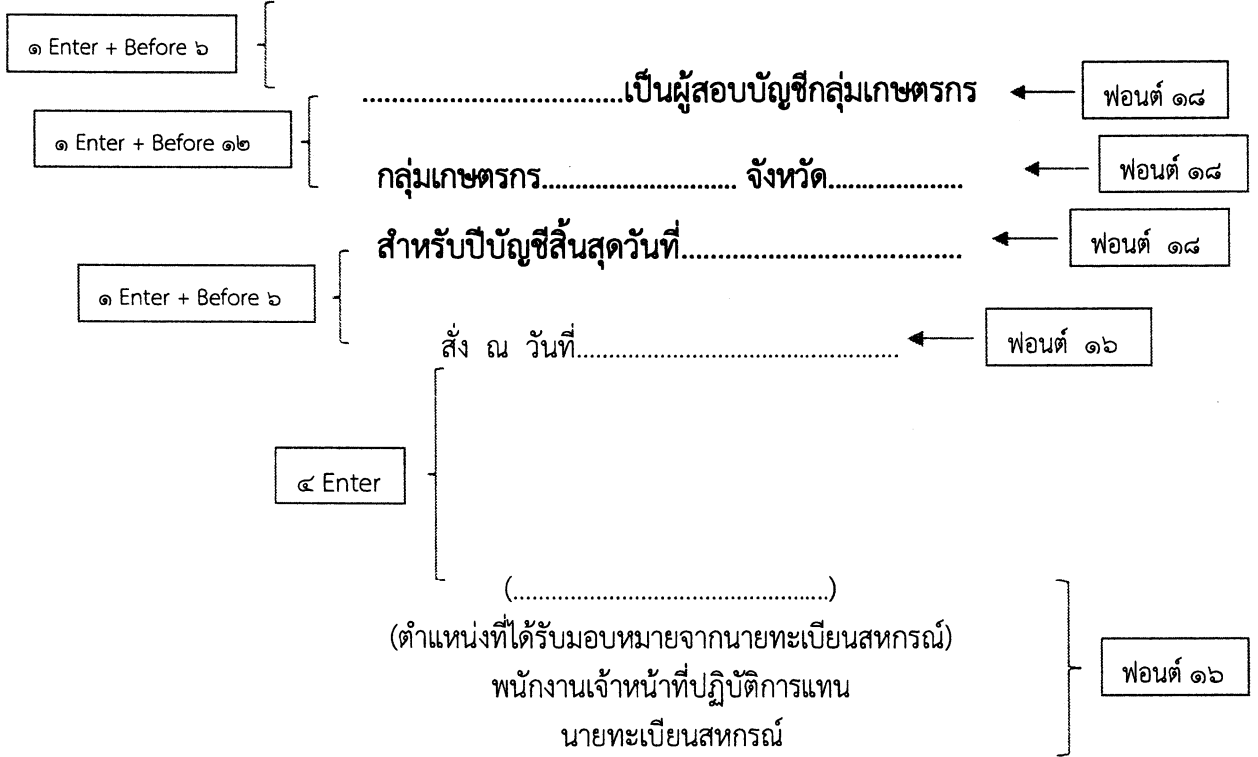 ๑ Enter + Before ๖
.....................................เป็นผู้สอบบัญชีกลุ่มเกษตรกร
ฟอนต์ ๑๘
๑ Enter + Before ๑๒
กลุ่มเกษตรกร............................ จังหวัด...................
ฟอนต์ ๑๘
สำหรับปีบัญชีสิ้นสุดวันที่........................................
ฟอนต์ ๑๘
๑ Enter + Before ๖
สั่ง ณ วันที่..................................................
ฟอนต์ ๑๖
๔ Enter
(.................................................)
(ตำแหน่งที่ได้รับมอบหมายจากนายทะเบียนสหกรณ์)
พนักงานเจ้าหน้าที่ปฏิบัติการแทน
ฟอนต์ ๑๖
นายทะเบียนสหกรณ์